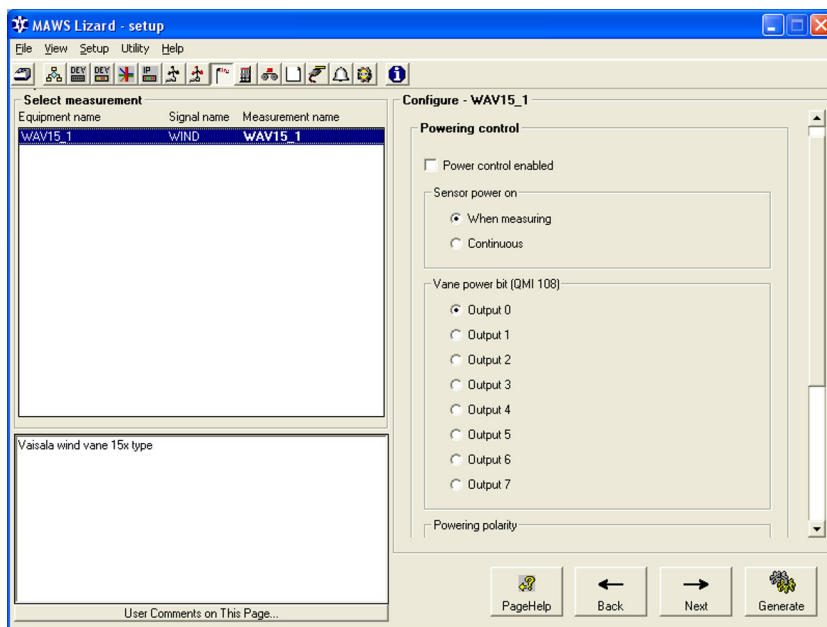 MAWS Lizard - setup
File View Setup Utility Help
DEV DEV IP
Select measurement
Equipment name Signal name Measurement name
WAV15_1 WIND WAV15_1
Vaisala wind vane 15x type
User Comments on This Page...
Configure - WAV15_1
Powering control
Power control enabled
Sensor power on
When measuring
Continuous
Vane power bit (QMI 108)
Output 0
Output 1
Output 2
Output 3
Output 4
Output 5
Output 6
Output 7
Powering polarity
PageHelp Back Next Generate